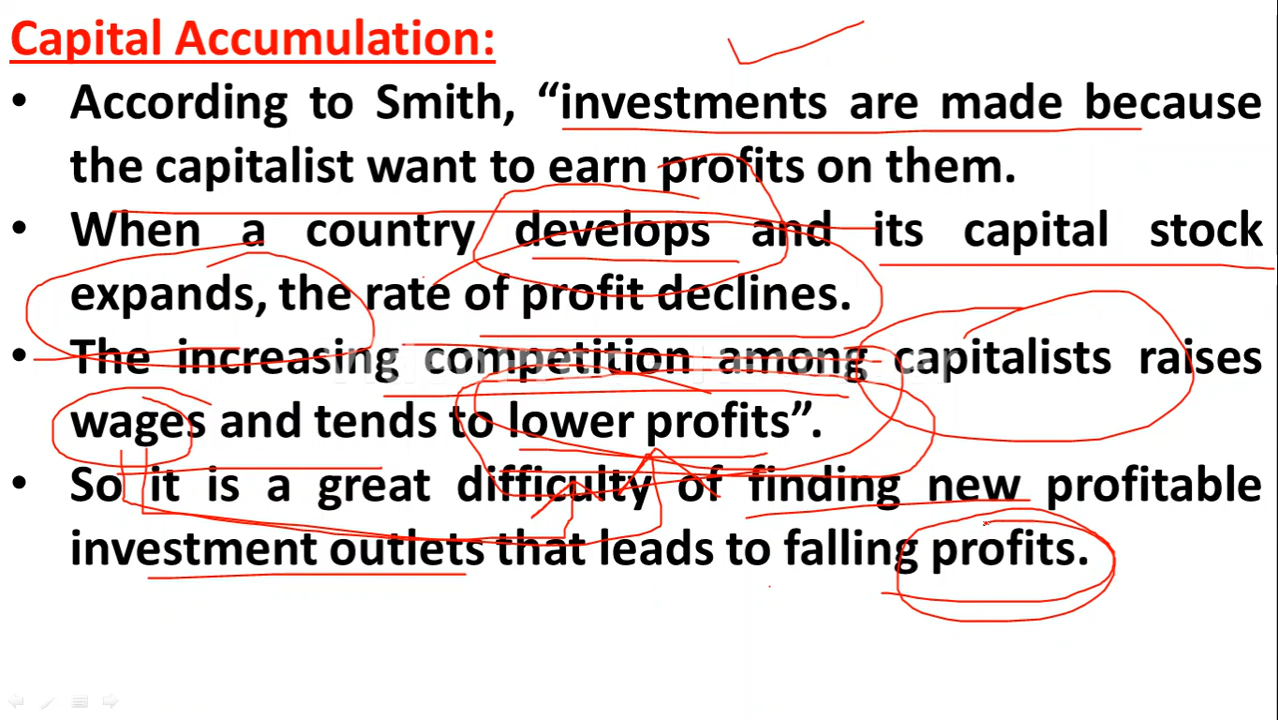 Capital Accumulation:
• According to Smith, “investments are made because
the capitalist want to earn profits on them.
• When a country develops and its capital stock
expands, the rate of profit declines.
• The increasing competition among capitalists raises
wages and tends to lower profits”.
• So it is a great difficulty of finding new profitable
investment outlets that leads to falling profits.